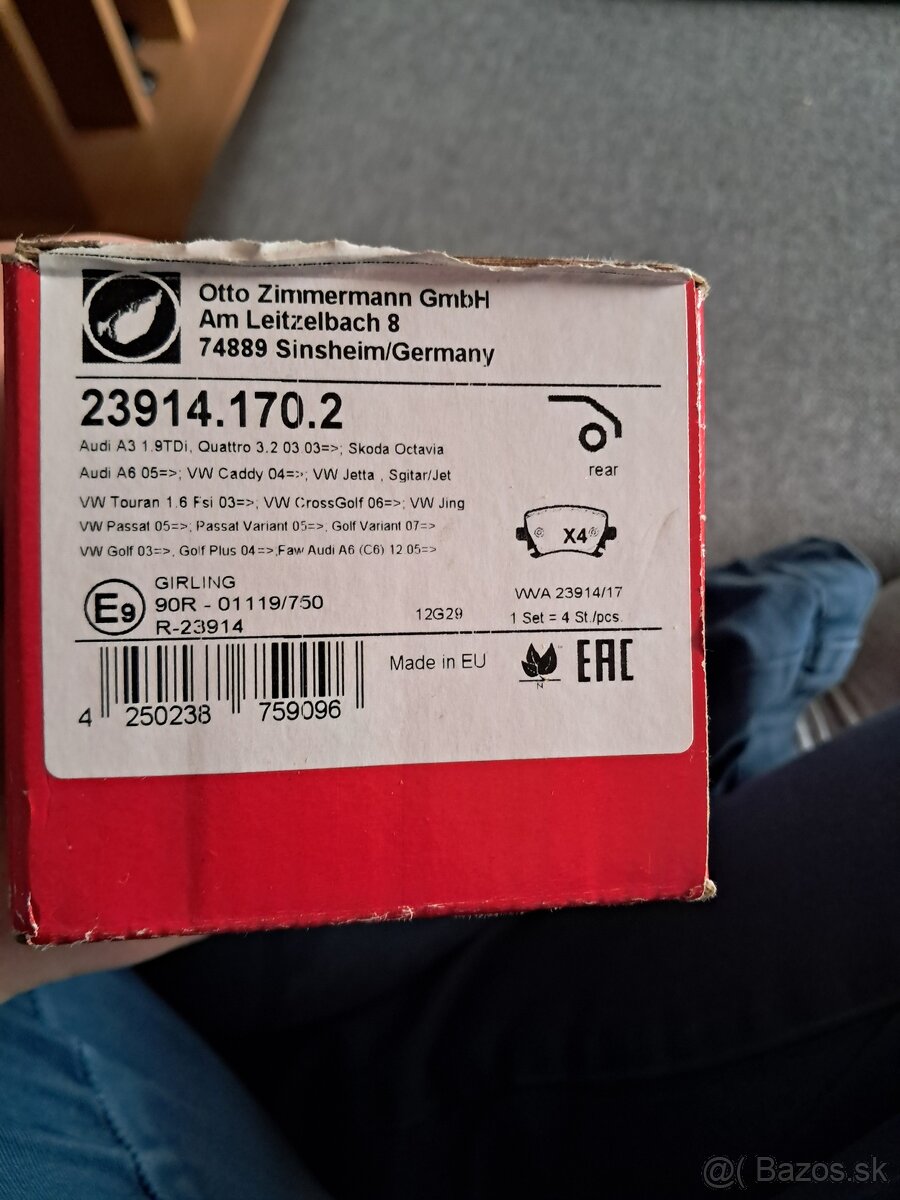 Otto Zimmermann GmbH
Am Leitzelbach 8
74889 Sinsheim/Germany
23914.170.2
Audi A3 1.9TDi, Quattro 3.2 03.03=>; Skoda Octavia
Audi A6 05=>; VW Caddy 04=>; VW Jetta , Sgitar/Jet
VW Touran 1.6 Fsi 03=>; VW CrossGolf 06=>; VW Jing
VW Passat 05=>, Passat Variant 05=>, Golf Variant 07=>
VW Golf 03=>, Golf Plus 04=>,Faw Audi A6 (C6) 12.05=>
rear
X4
E9
GIRLING
90R - 01119/750
R-23914
12G29
WVA 23914/17
1 Set = 4 St./pcs.
Made in EU
N
EAC
4 250238 759096
@( Bazos.sk